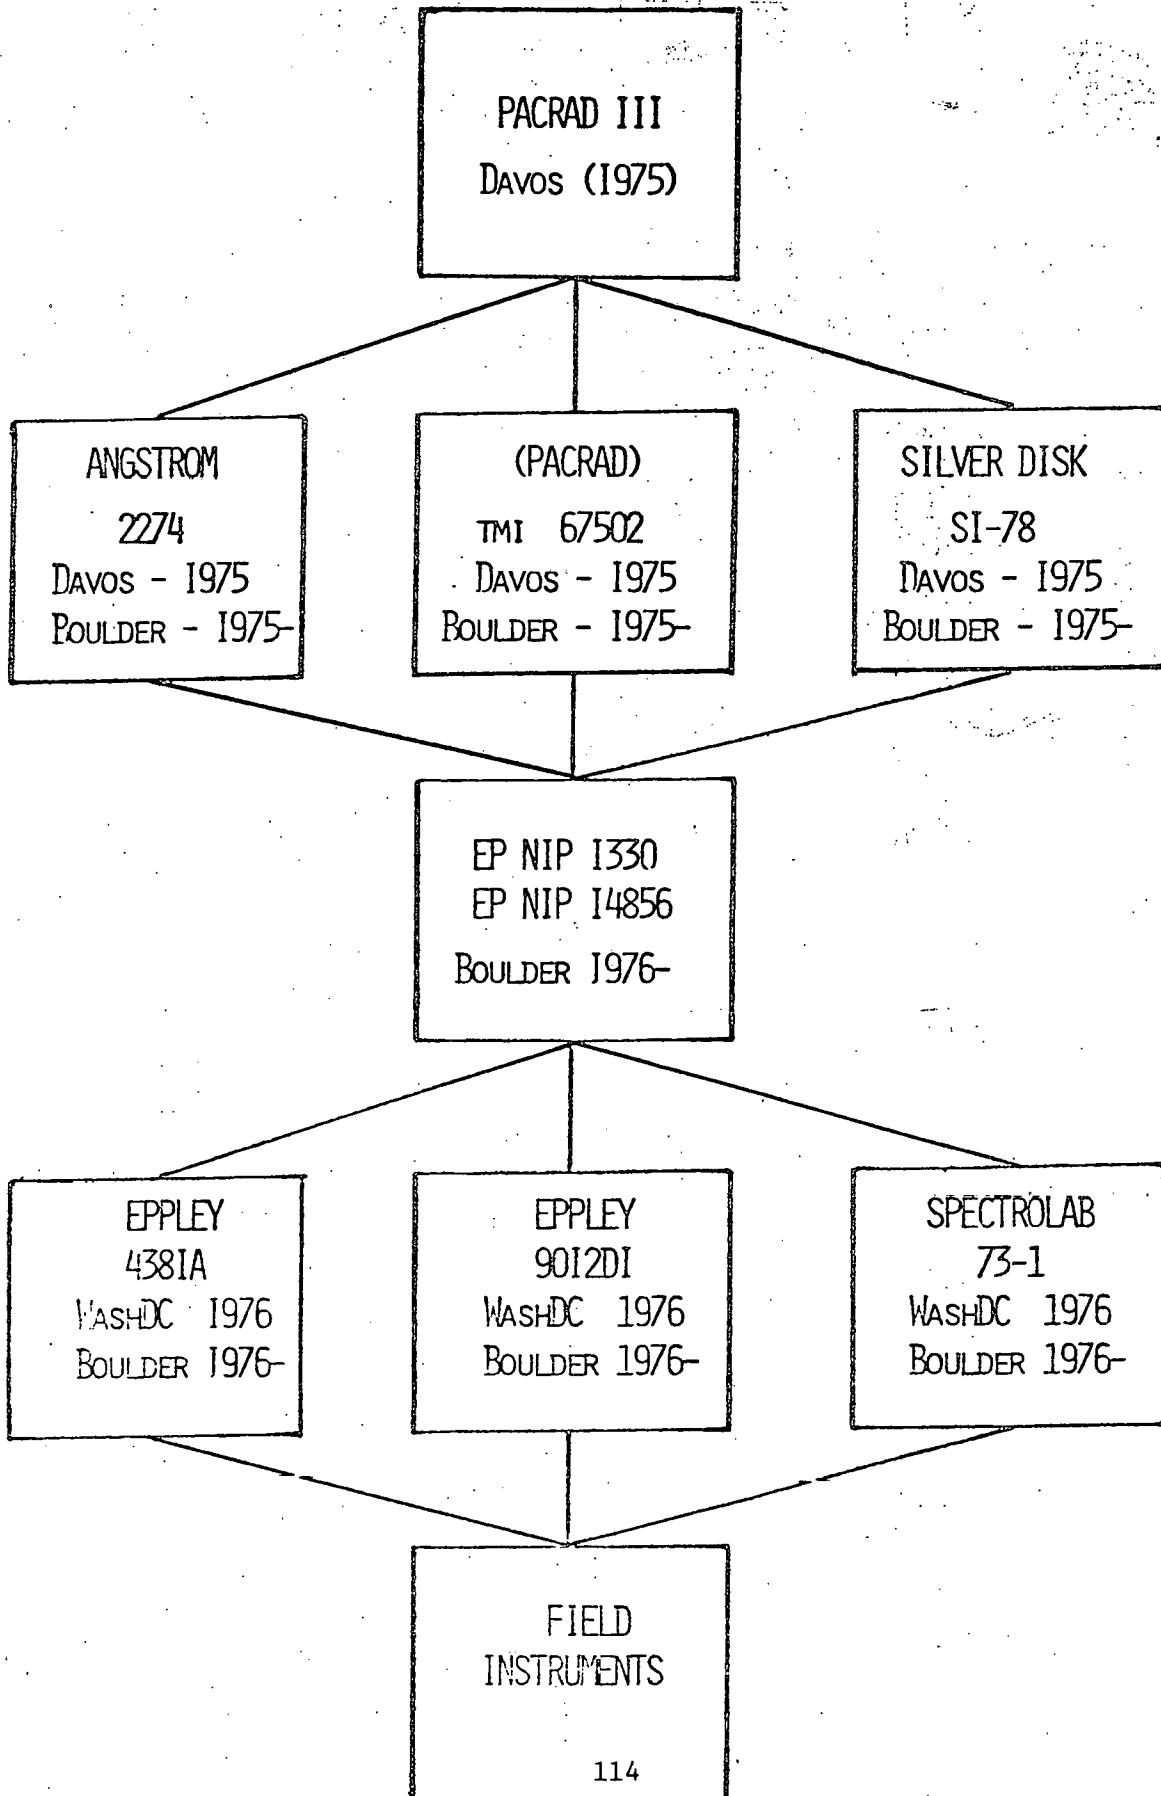 PACRAD III
DAVOS (1975)
ANGSTROM
2274
DAVOS - 1975
BOULDER - 1975-
(PACRAD)
TMI 67502
DAVOS - 1975
BOULDER - 1975-
SILVER DISK
SI-78
DAVOS - 1975
BOULDER - 1975-
EP NIP 1330
EP NIP 14856
BOULDER 1976-
EPPLEY
4381A
WASHDC 1976
BOULDER 1976-
EPPLEY
9012D1
WASHDC 1976
BOULDER 1976-
SPECTROLAB
73-1
WASHDC 1976
BOULDER 1976-
FIELD
INSTRUMENTS
114